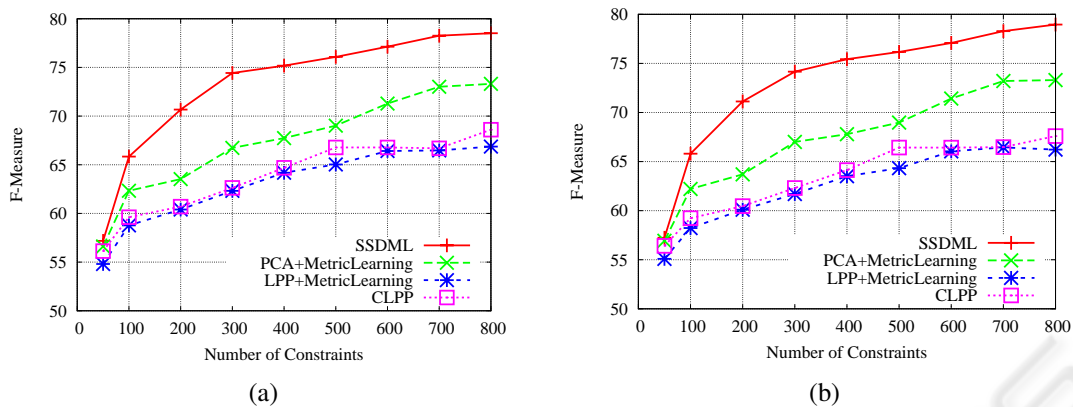 80
75
70
65
60
55
50
F-Measure
SSDML
PCA+MetricLearning
LPP+MetricLearning
CLPP
0 100 200 300 400 500 600 700 800
Number of Constraints
(a)
80
75
70
65
60
55
50
F-Measure
SSDML
PCA+MetricLearning
LPP+MetricLearning
CLPP
0 100 200 300 400 500 600 700 800
Number of Constraints
(b)